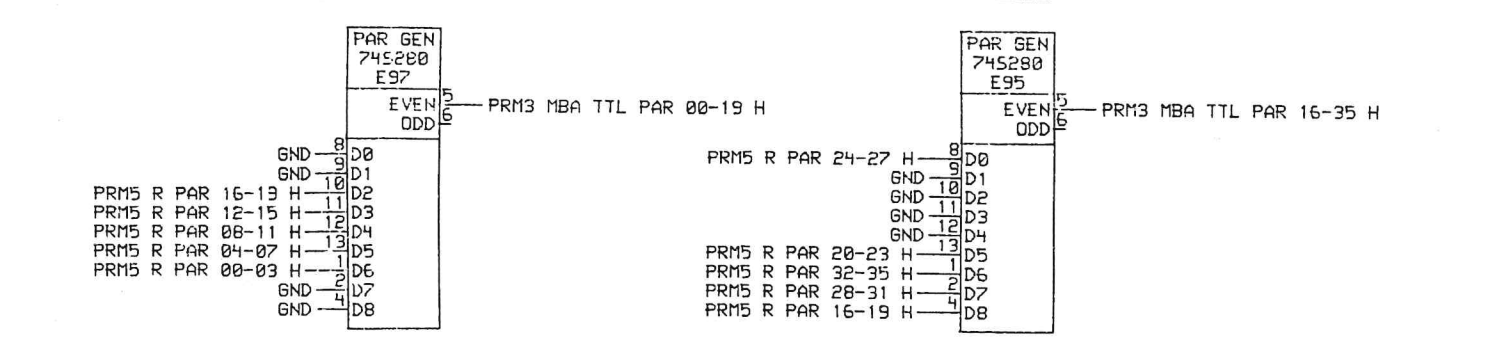 PAR GEN
74S280
E97
EVEN 5 PRM3 MBA TTL PAR 00-19 H
ODD 6
GND 8 D0
GND 9 D1
PRM5 R PAR 16-19 H 10 D2
PRM5 R PAR 12-15 H 11 D3
PRM5 R PAR 08-11 H 12 D4
PRM5 R PAR 04-07 H 13 D5
PRM5 R PAR 00-03 H 1 D6
GND 2 D7
GND 4 D8
PAR GEN
74S280
E95
EVEN 5 PRM3 MBA TTL PAR 16-35 H
ODD 6
PRM5 R PAR 24-27 H 8 D0
GND 9 D1
GND 10 D2
GND 11 D3
GND 12 D4
PRM5 R PAR 20-23 H 13 D5
PRM5 R PAR 32-35 H 1 D6
PRM5 R PAR 28-31 H 2 D7
PRM5 R PAR 16-19 H 4 D8